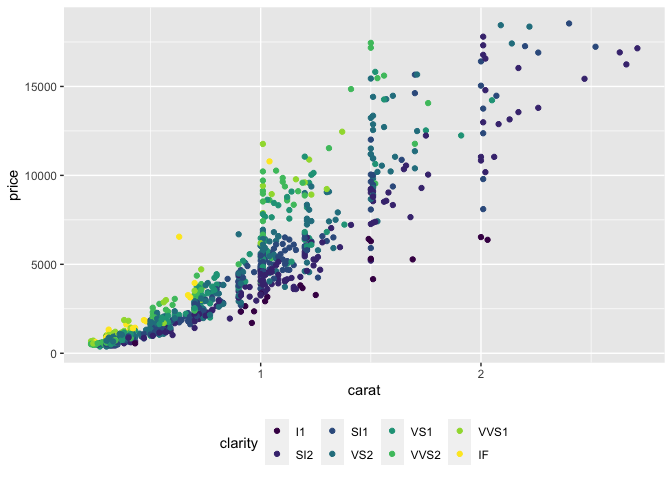 15000
10000
5000
0
price
1 2
carat
clarity
I1 SI1 VS1 VVS1
SI2 VS2 VVS2 IF